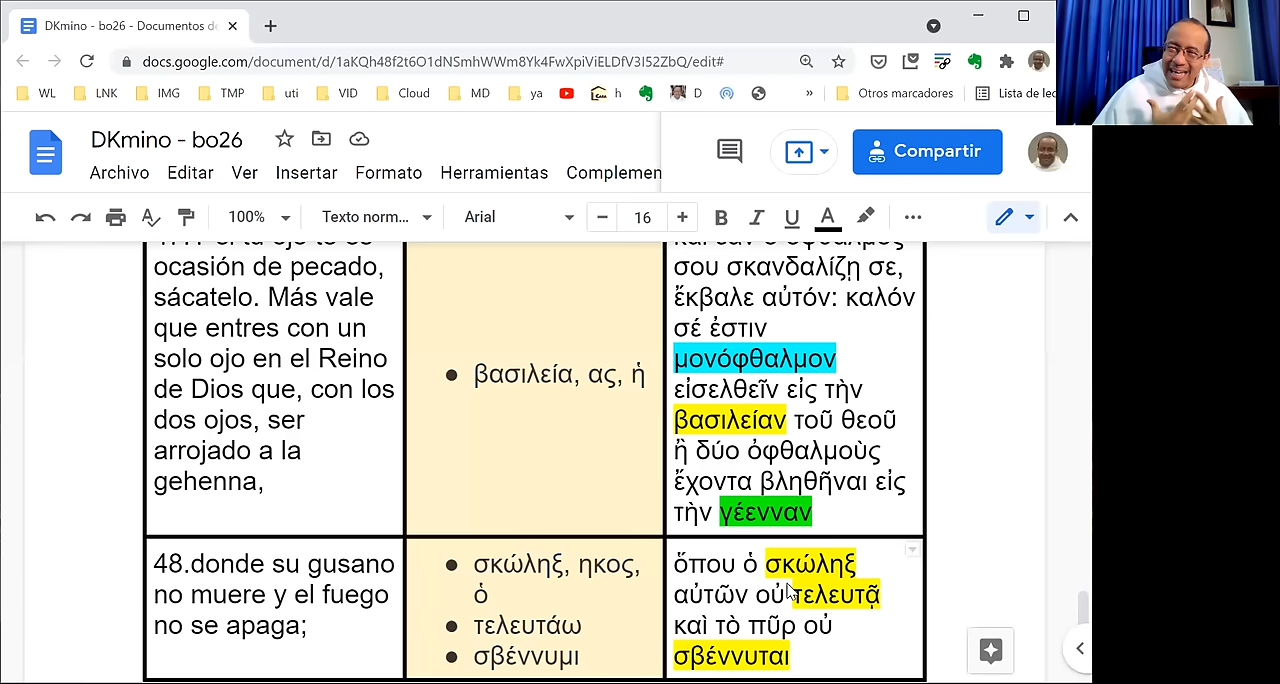 DKmino - bo26 - Documentos de
docs.google.com/document/d/1aKQh48f2t6O1dNSmhWWm8Yk4FwXpiViELDfV3I52ZbQ/edit#
WL LNK IMG TMP uti VID Cloud MD ya h D » Otros marcadores Lista de lec
DKmino - bo26
Compartir
Archivo Editar Ver Insertar Formato Herramientas Complemen
100% Texto norm... Arial 16 B I U A
ocasión de pecado,
sácatelo. Más vale
que entres con un
solo ojo en el Reino
de Dios que, con los
dos ojos, ser
arrojado a la
gehenna,
βασιλεία, ας, ἡ
καὶ ἐὰν ὁ ὀφθαλμός
σου σκανδαλίζῃ σε,
ἔκβαλε αὐτόν: καλόν
σέ ἐστιν
μονόφθαλμον
εἰσελθεῖν εἰς τὴν
βασιλείαν τοῦ θεοῦ
ἢ δύο ὀφθαλμοὺς
ἔχοντα βληθῆναι εἰς
τὴν γέενναν
48.donde su gusano
no muere y el fuego
no se apaga;
σκώληξ, ηκος,
ὁ
τελευτάω
σβέννυμι
ὅπου ὁ σκώληξ
αὐτῶν οὐ τελευτᾷ
καὶ τὸ πῦρ οὐ
σβέννυται